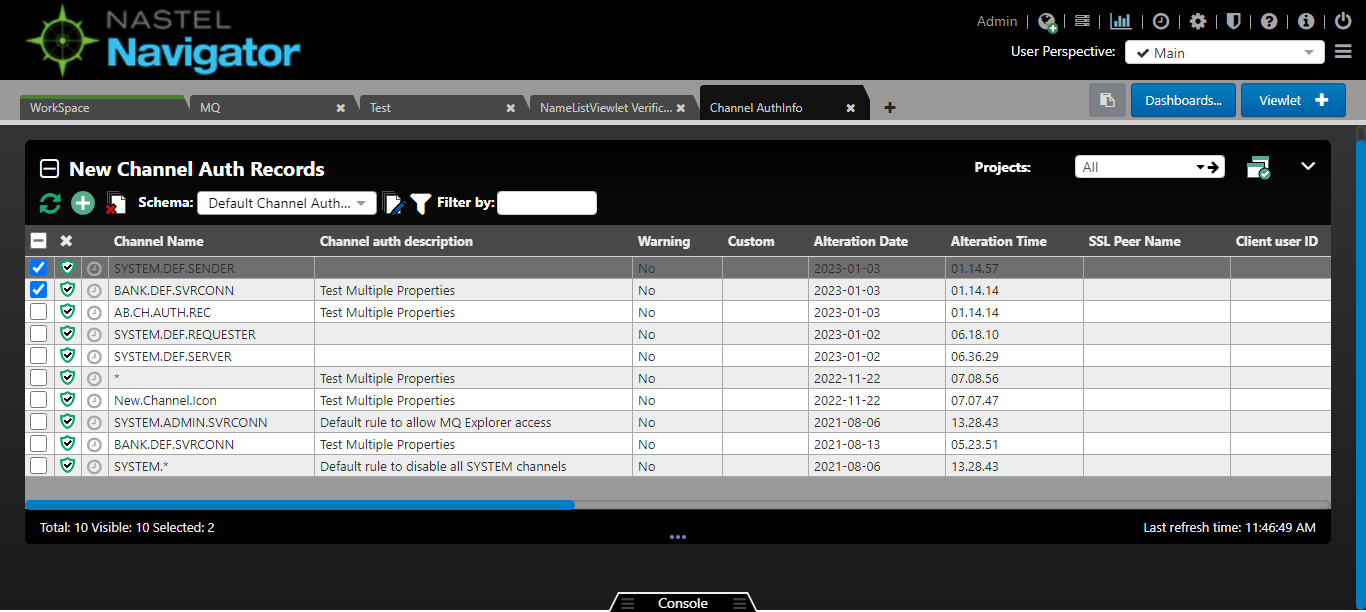 NASTEL
Navigator
Admin
User Perspective: Main
WorkSpace MQ Test NameListViewlet Verific... Channel AuthInfo Dashboards... Viewlet
New Channel Auth Records Projects: All
Schema: Default Channel Auth... Filter by:
Channel Name Channel auth description Warning Custom Alteration Date Alteration Time SSL Peer Name Client user ID
SYSTEM.DEF.SENDER No 2023-01-03 01.14.57
BANK.DEF.SVRCONN Test Multiple Properties No 2023-01-03 01.14.14
AB.CH.AUTH.REC Test Multiple Properties No 2023-01-03 01.14.14
SYSTEM.DEF.REQUESTER No 2023-01-02 06.18.10
SYSTEM.DEF.SERVER No 2023-01-02 06.36.29
* Test Multiple Properties No 2022-11-22 07.08.56
New.Channel.Icon Test Multiple Properties No 2022-11-22 07.07.47
SYSTEM.ADMIN.SVRCONN Default rule to allow MQ Explorer access No 2021-08-06 13.28.43
BANK.DEF.SVRCONN Test Multiple Properties No 2021-08-13 05.23.51
SYSTEM.* Default rule to disable all SYSTEM channels No 2021-08-06 13.28.43
Total: 10 Visible: 10 Selected: 2 Last refresh time: 11:46:49 AM
Console